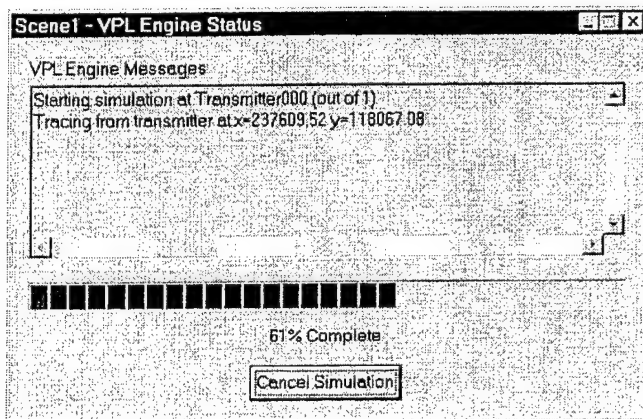 Scene1 - VPL Engine Status
VPL Engine Messages
Starting simulation at Transmitter000 (out of 1)
Tracing from transmitter at x=237609.52 y=118067.08
61% Complete
Cancel Simulation